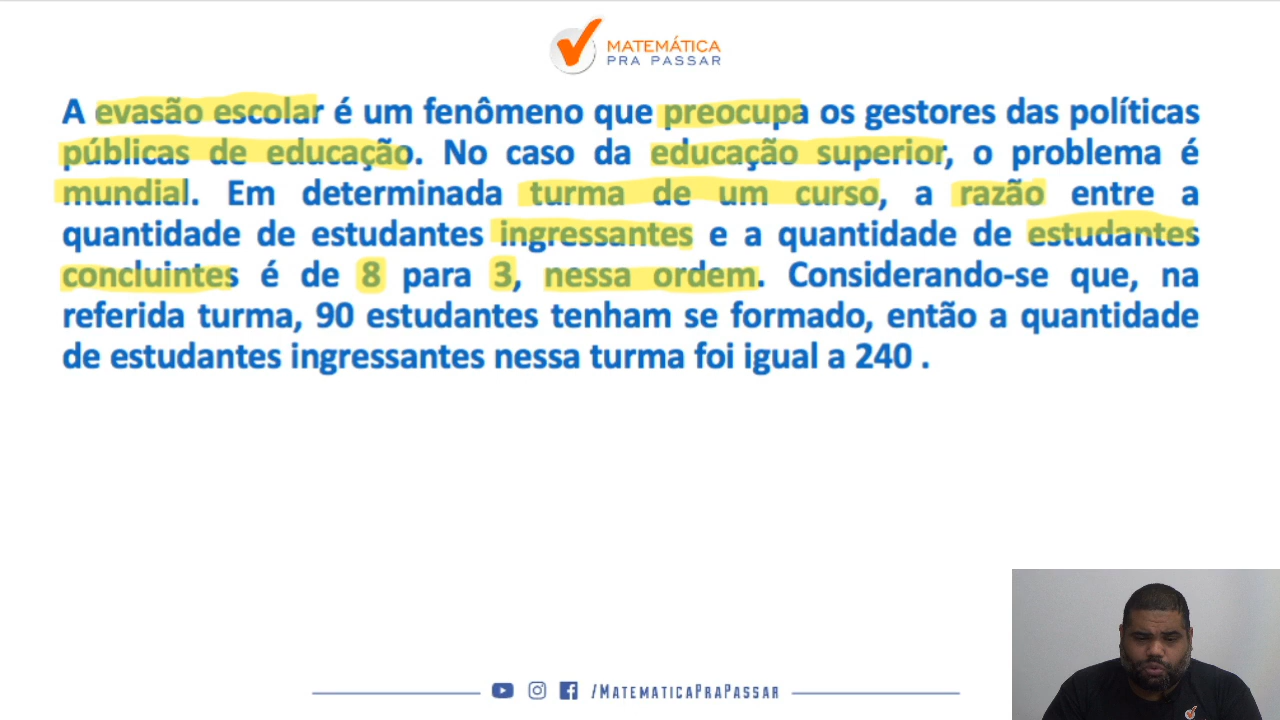 MATEMÁTICA
PRA PASSAR
A evasão escolar é um fenômeno que preocupa os gestores das políticas
públicas de educação. No caso da educação superior, o problema é
mundial. Em determinada turma de um curso, a razão entre a
quantidade de estudantes ingressantes e a quantidade de estudantes
concluintes é de 8 para 3, nessa ordem. Considerando-se que, na
referida turma, 90 estudantes tenham se formado, então a quantidade
de estudantes ingressantes nessa turma foi igual a 240 .
/MATEMATICAPRAPASSAR